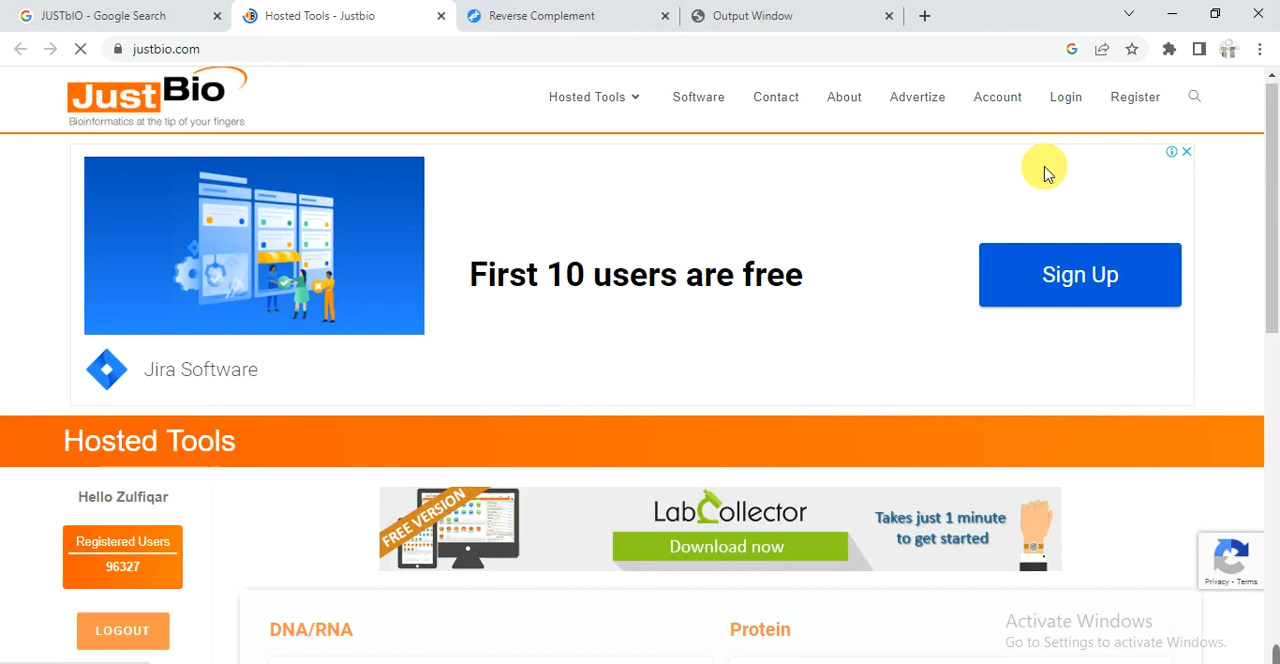 JUSTbIO - Google Search
Hosted Tools - Justbio
Reverse Complement
Output Window
justbio.com
JustBio
Bioinformatics at the tip of your fingers
Hosted Tools
Software
Contact
About
Advertize
Account
Login
Register
First 10 users are free
Sign Up
Jira Software
Hosted Tools
Hello Zulfiqar
Registered Users
96327
LOGOUT
FREE VERSION
LabCollector
Download now
Takes just 1 minute
to get started
Privacy - Terms
DNA/RNA
Protein
Activate Windows
Go to Settings to activate Windows.